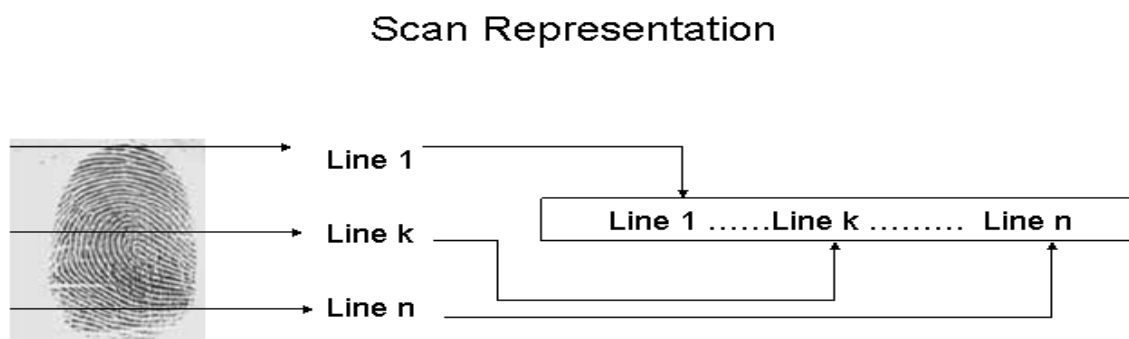 Scan Representation
Line 1
Line k
Line n
Line 1 ......Line k ......... Line n